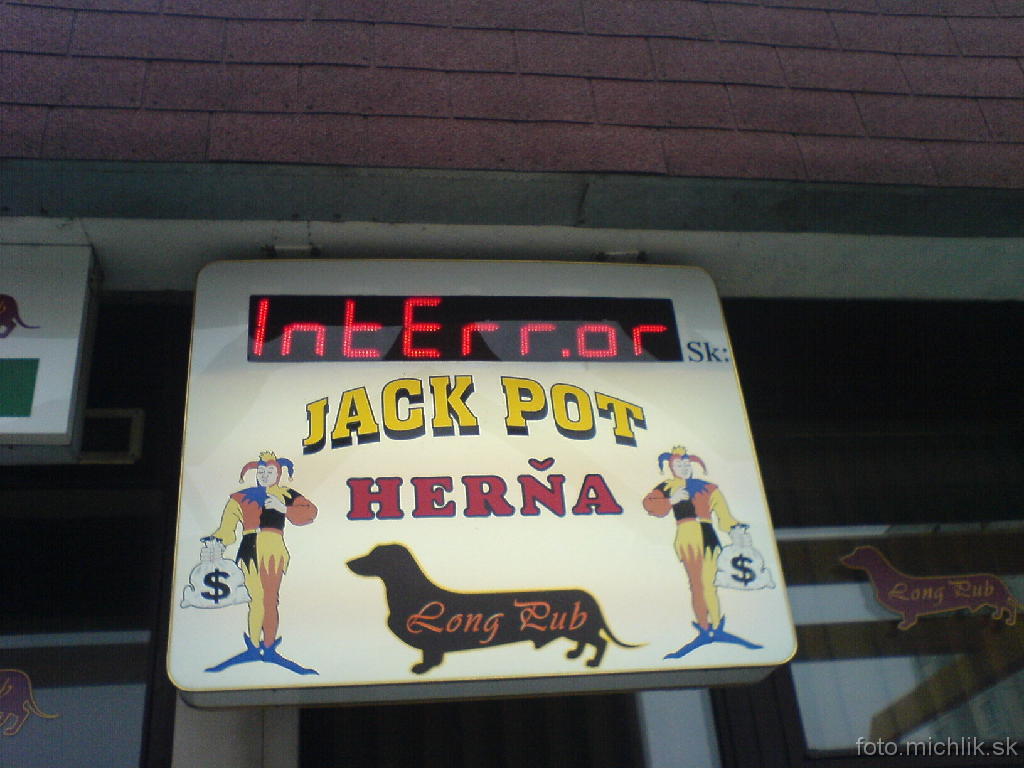 IntErr.or
Sk:
JACK POT
HERŇA
$ $
Long Pub
Long Pub
foto.michlik.sk